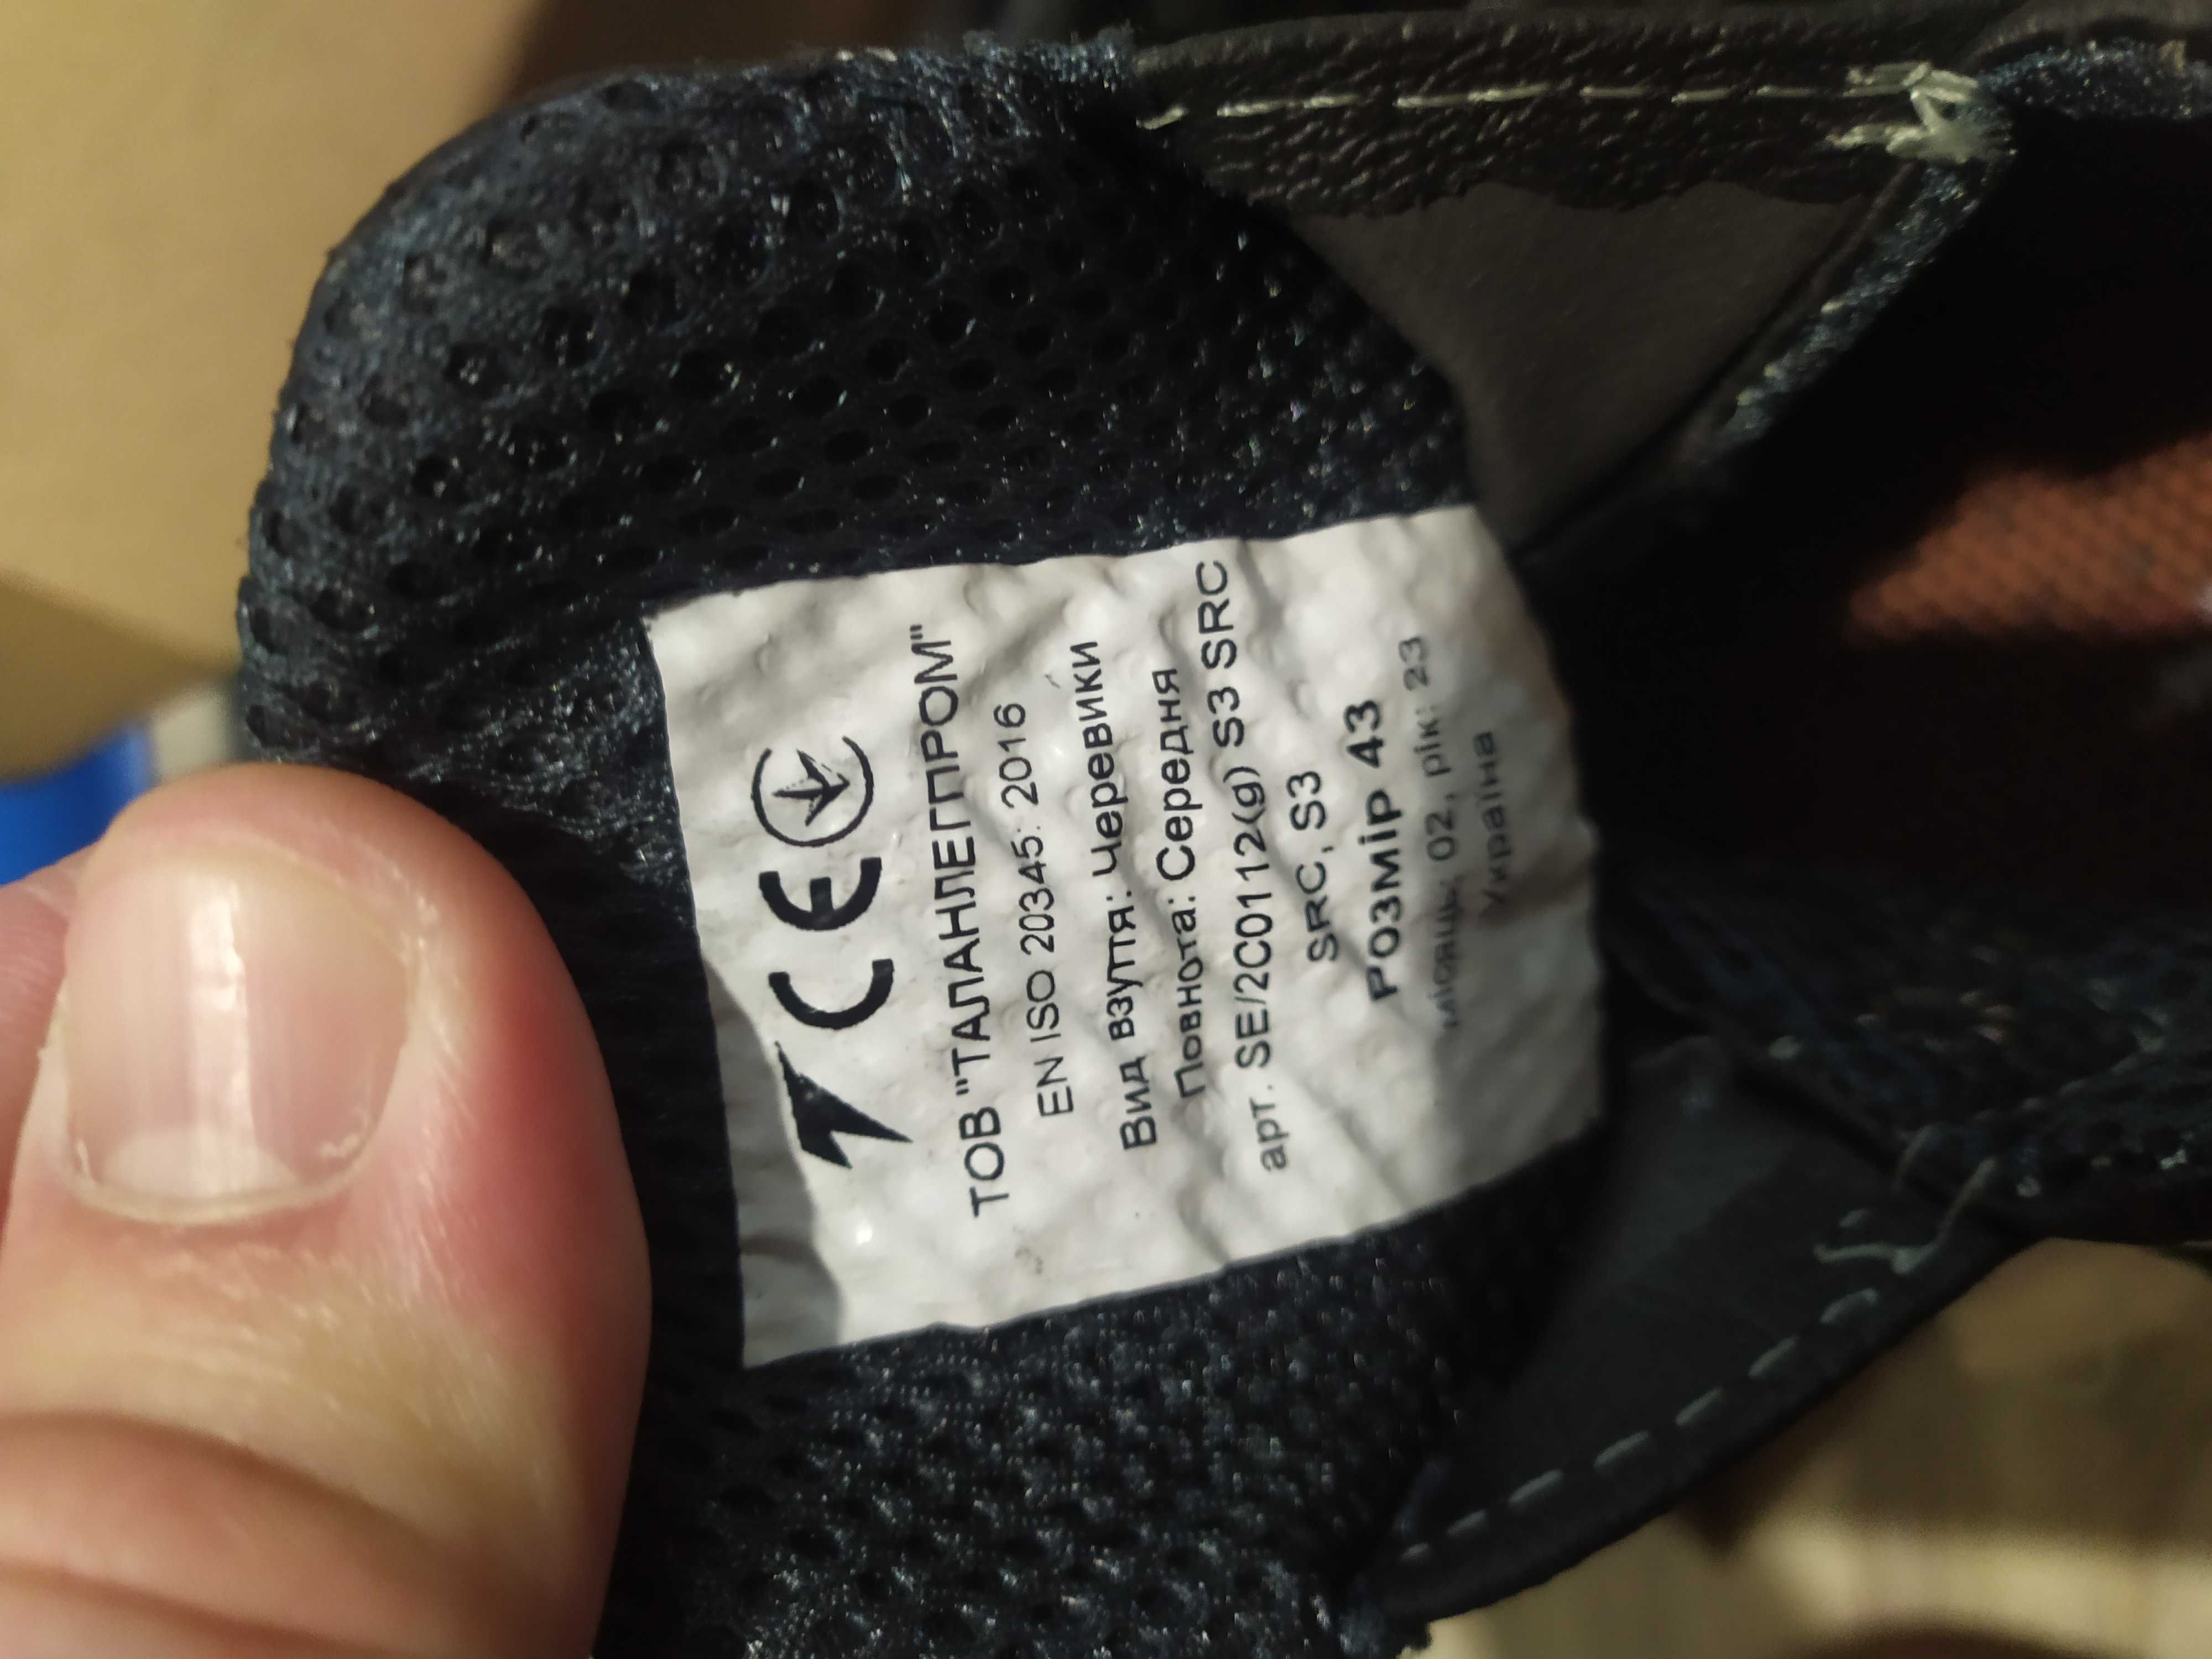 CE
ТОВ "ТАЛАНЛЕГПРОМ"
EN ISO 20345: 2016
Вид взуття: Черевики
Повнота: Середня
арт. SE/2C0112(g) S3 SRC
SRC, S3
Розмір 43
місяць: 02, рік: 23
Україна